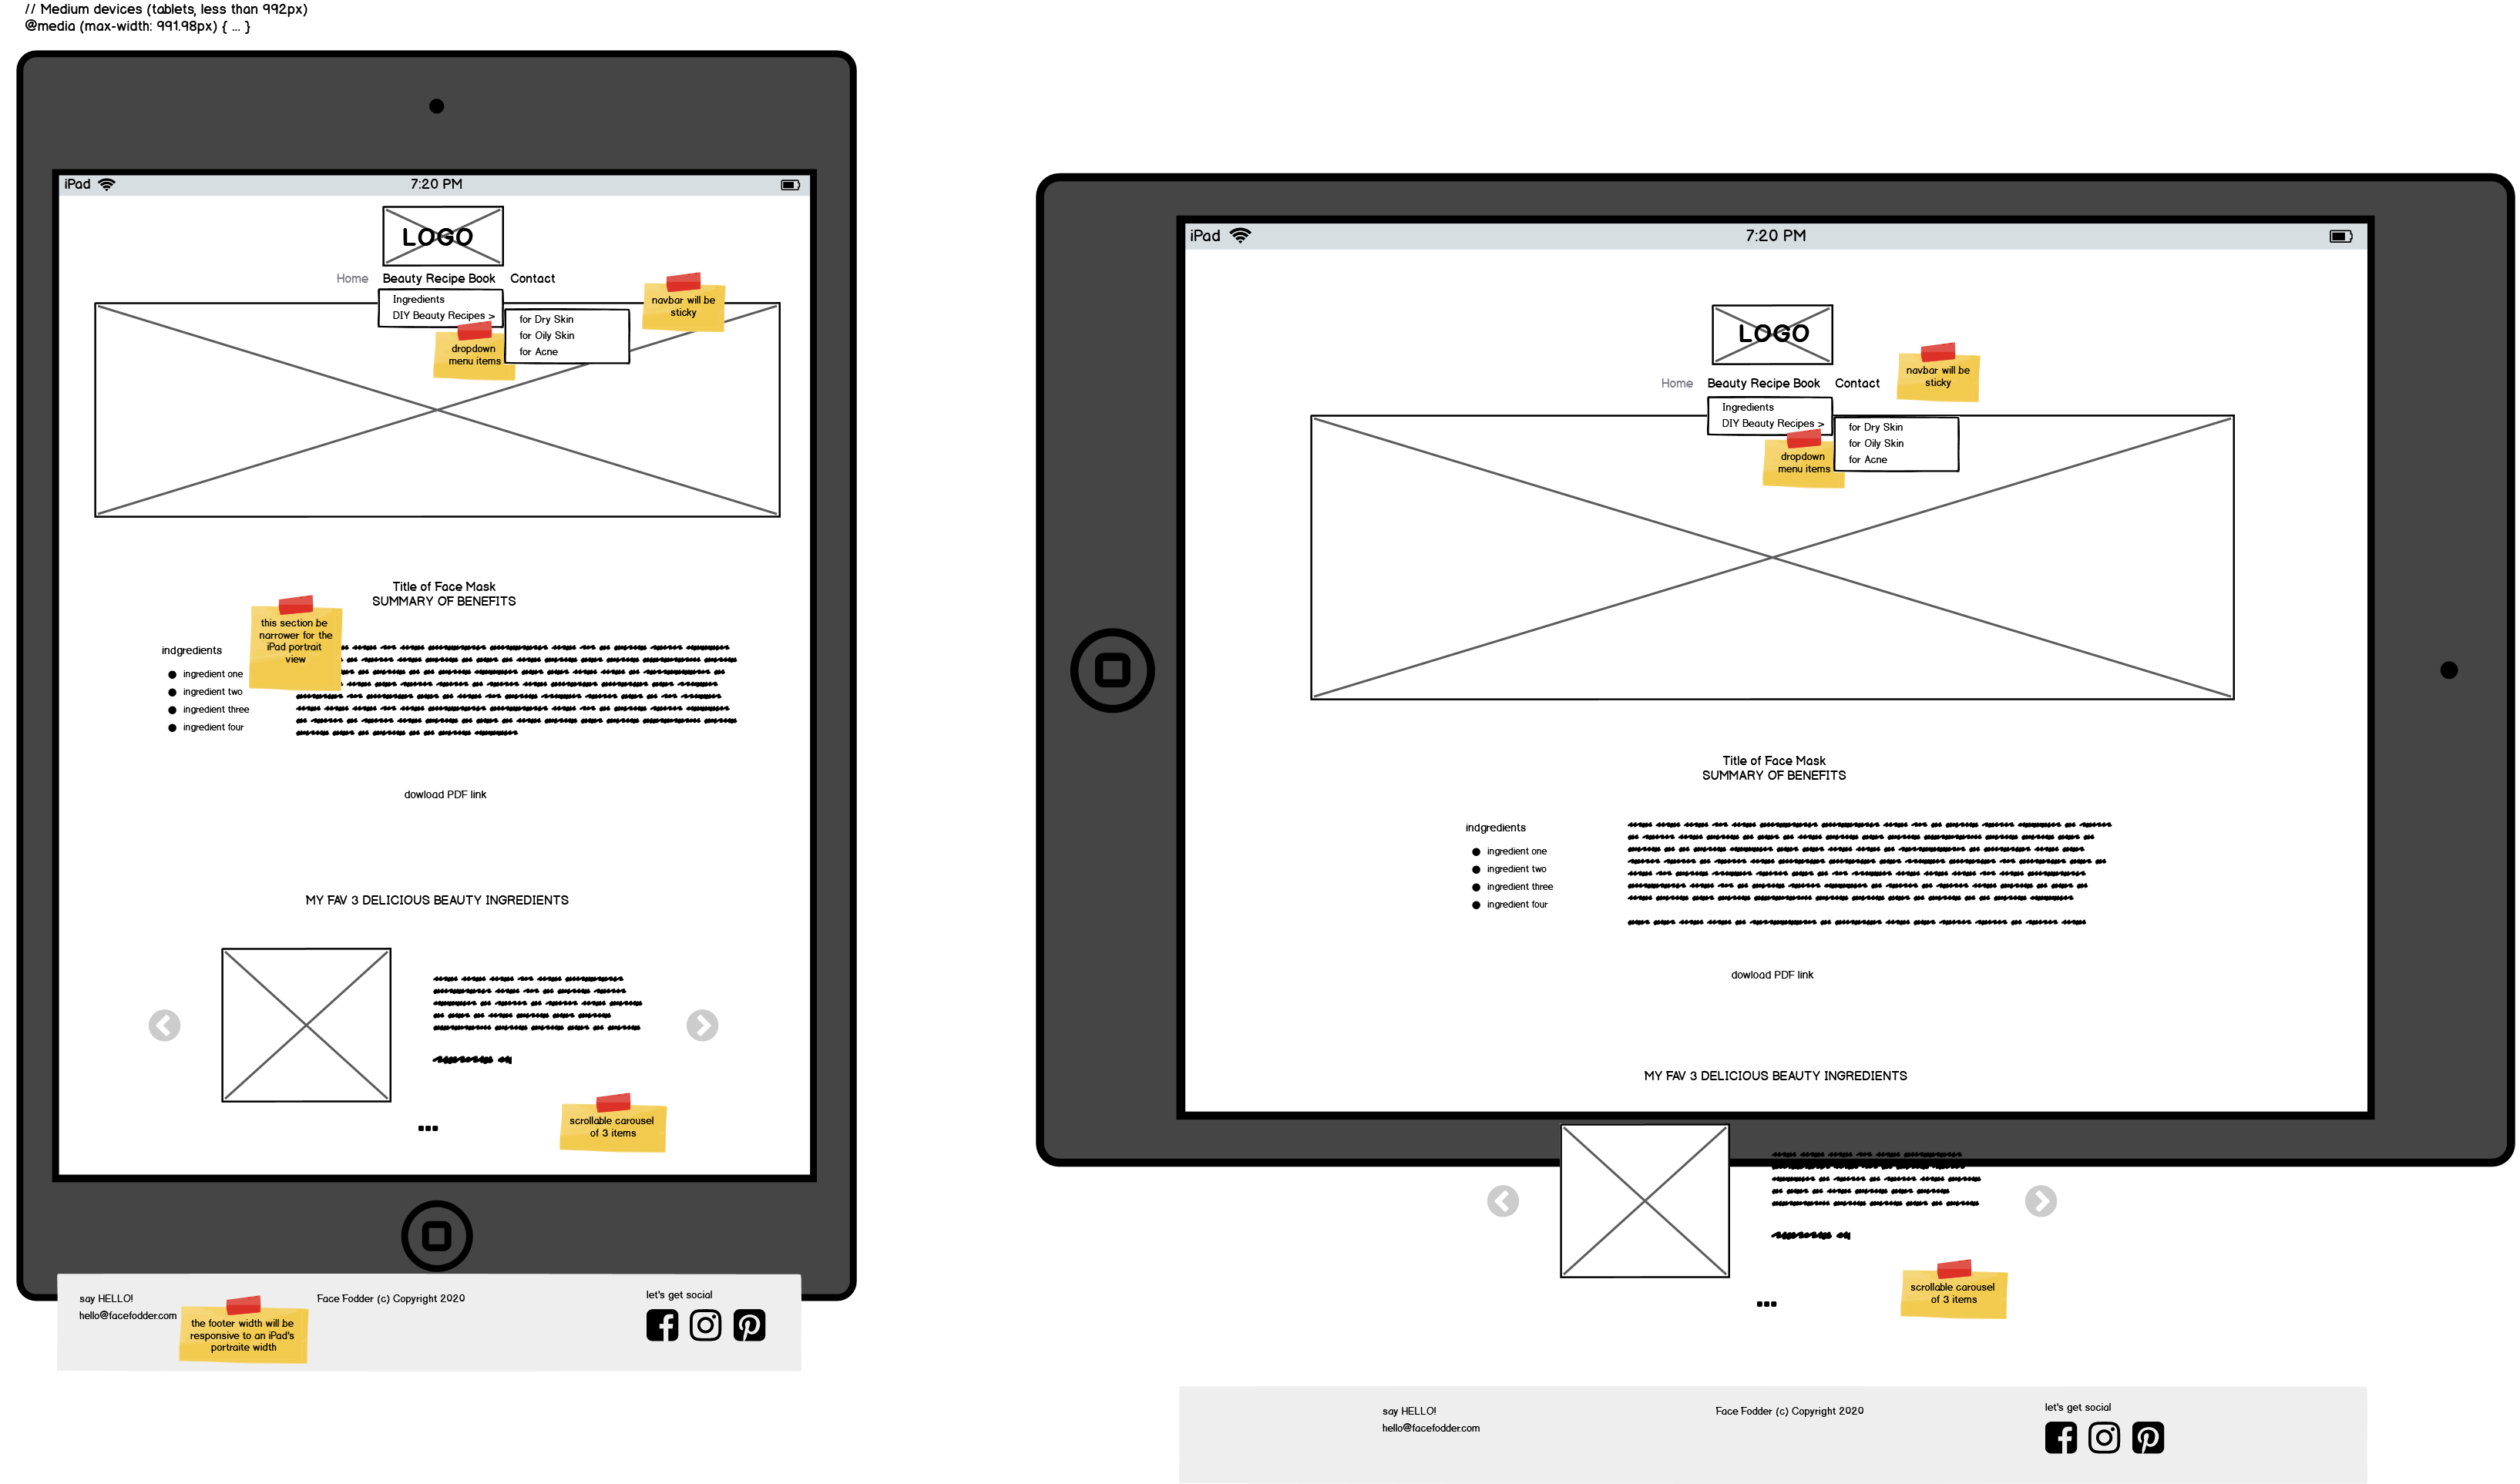 // Medium devices (tablets, less than 992px)
@media (max-width: 991.98px) { ... }
iPad
7:20 PM
LOGO
Home Beauty Recipe Book Contact
Ingredients
DIY Beauty Recipes >
for Dry Skin
for Oily Skin
for Acne
navbar will be
sticky
dropdown
menu items
Title of Face Mask
SUMMARY OF BENEFITS
this section be
narrower for the
iPad portrait
view
indgredients
ingredient one
ingredient two
ingredient three
ingredient four
dowload PDF link
MY FAV 3 DELICIOUS BEAUTY INGREDIENTS
scrollable carousel
of 3 items
say HELLO!
hello@facefodder.com
the footer width will be
responsive to an iPad's
portraite width
Face Fodder (c) Copyright 2020
let's get social
iPad
7:20 PM
LOGO
Home Beauty Recipe Book Contact
Ingredients
DIY Beauty Recipes >
for Dry Skin
for Oily Skin
for Acne
navbar will be
sticky
dropdown
menu items
Title of Face Mask
SUMMARY OF BENEFITS
indgredients
ingredient one
ingredient two
ingredient three
ingredient four
dowload PDF link
MY FAV 3 DELICIOUS BEAUTY INGREDIENTS
scrollable carousel
of 3 items
say HELLO!
hello@facefodder.com
Face Fodder (c) Copyright 2020
let's get social